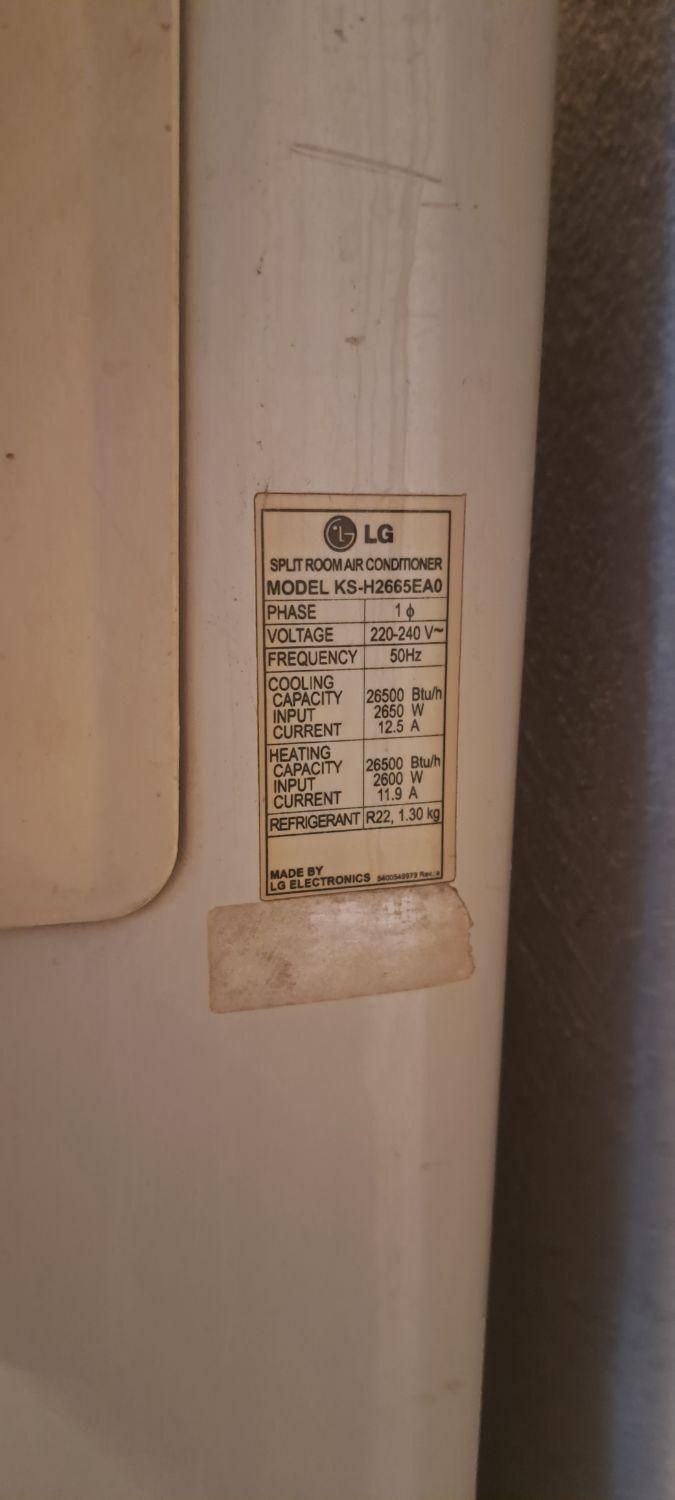 LG
SPLIT ROOM AIR CONDITIONER
MODEL KS-H2665EA0
PHASE 1 ϕ
VOLTAGE 220-240 V~
FREQUENCY 50Hz
COOLING
CAPACITY 26500 Btu/h
INPUT 2650 W
CURRENT 12.5 A
HEATING
CAPACITY 26500 Btu/h
INPUT 2600 W
CURRENT 11.9 A
REFRIGERANT R22, 1.30 kg
MADE BY
LG ELECTRONICS